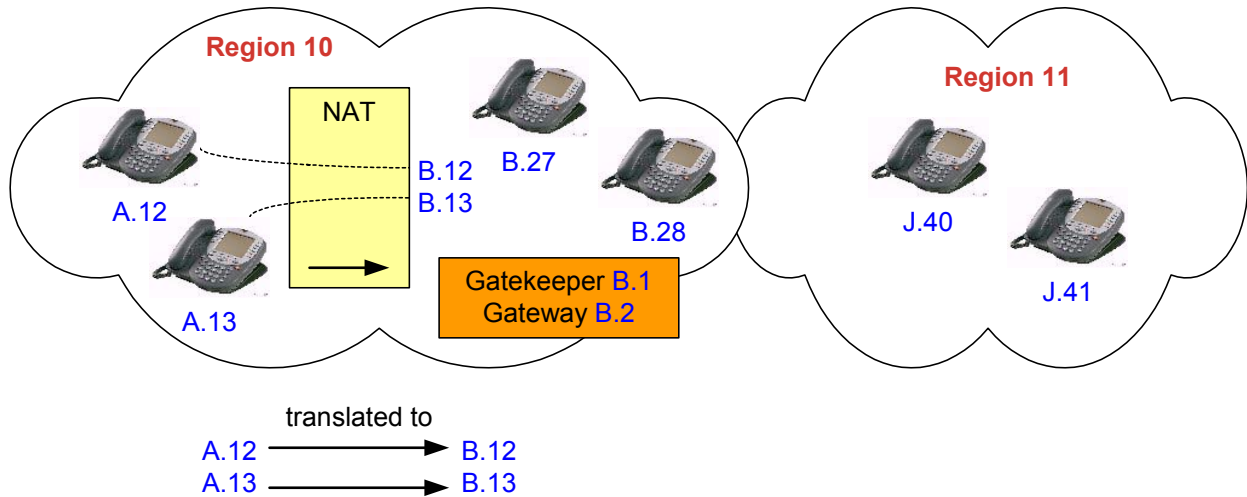 Region 10
Region 11
NAT
A.12
A.13
B.12
B.13
B.27
B.28
Gatekeeper B.1
Gateway B.2
J.40
J.41
translated to
A.12 B.12
A.13 B.13